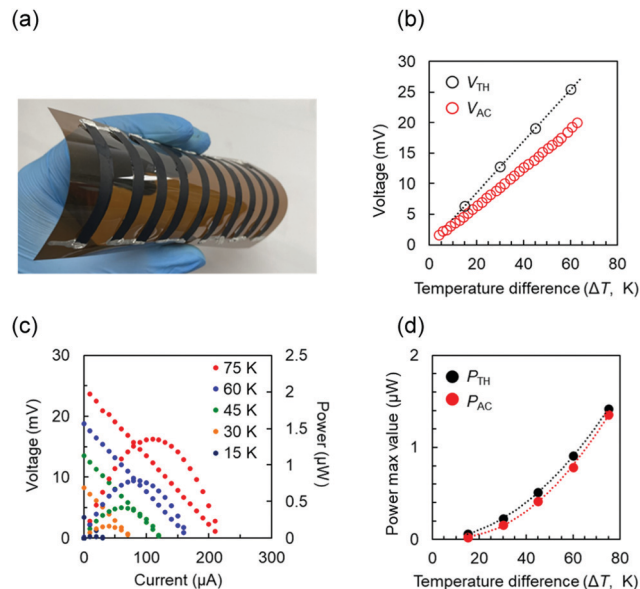 (a)
(b)
30
25
20
15
10
5
0
Voltage (mV)
V_TH
V_AC
0 20 40 60 80
Temperature difference (ΔT, K)
(c)
30
20
10
0
Voltage (mV)
75 K
60 K
45 K
30 K
15 K
2.5
2
1.5
1
0.5
0
Power (µW)
0 100 200 300
Current (µA)
(d)
2
1
0
Power max value (µW)
P_TH
P_AC
0 20 40 60 80
Temperature difference (ΔT, K)